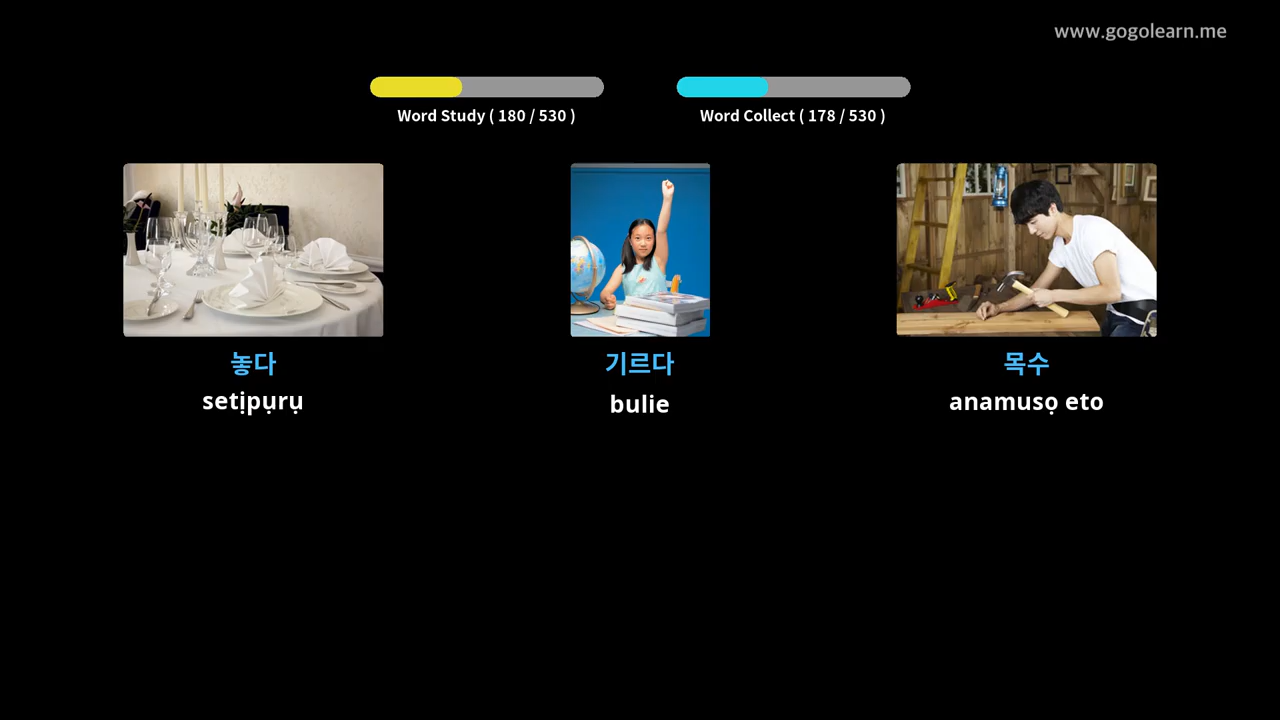 www.gogolearn.me
Word Study ( 180 / 530 )
Word Collect ( 178 / 530 )
놓다
기르다
목수
setịpụrụ
bulie
anamusọ eto